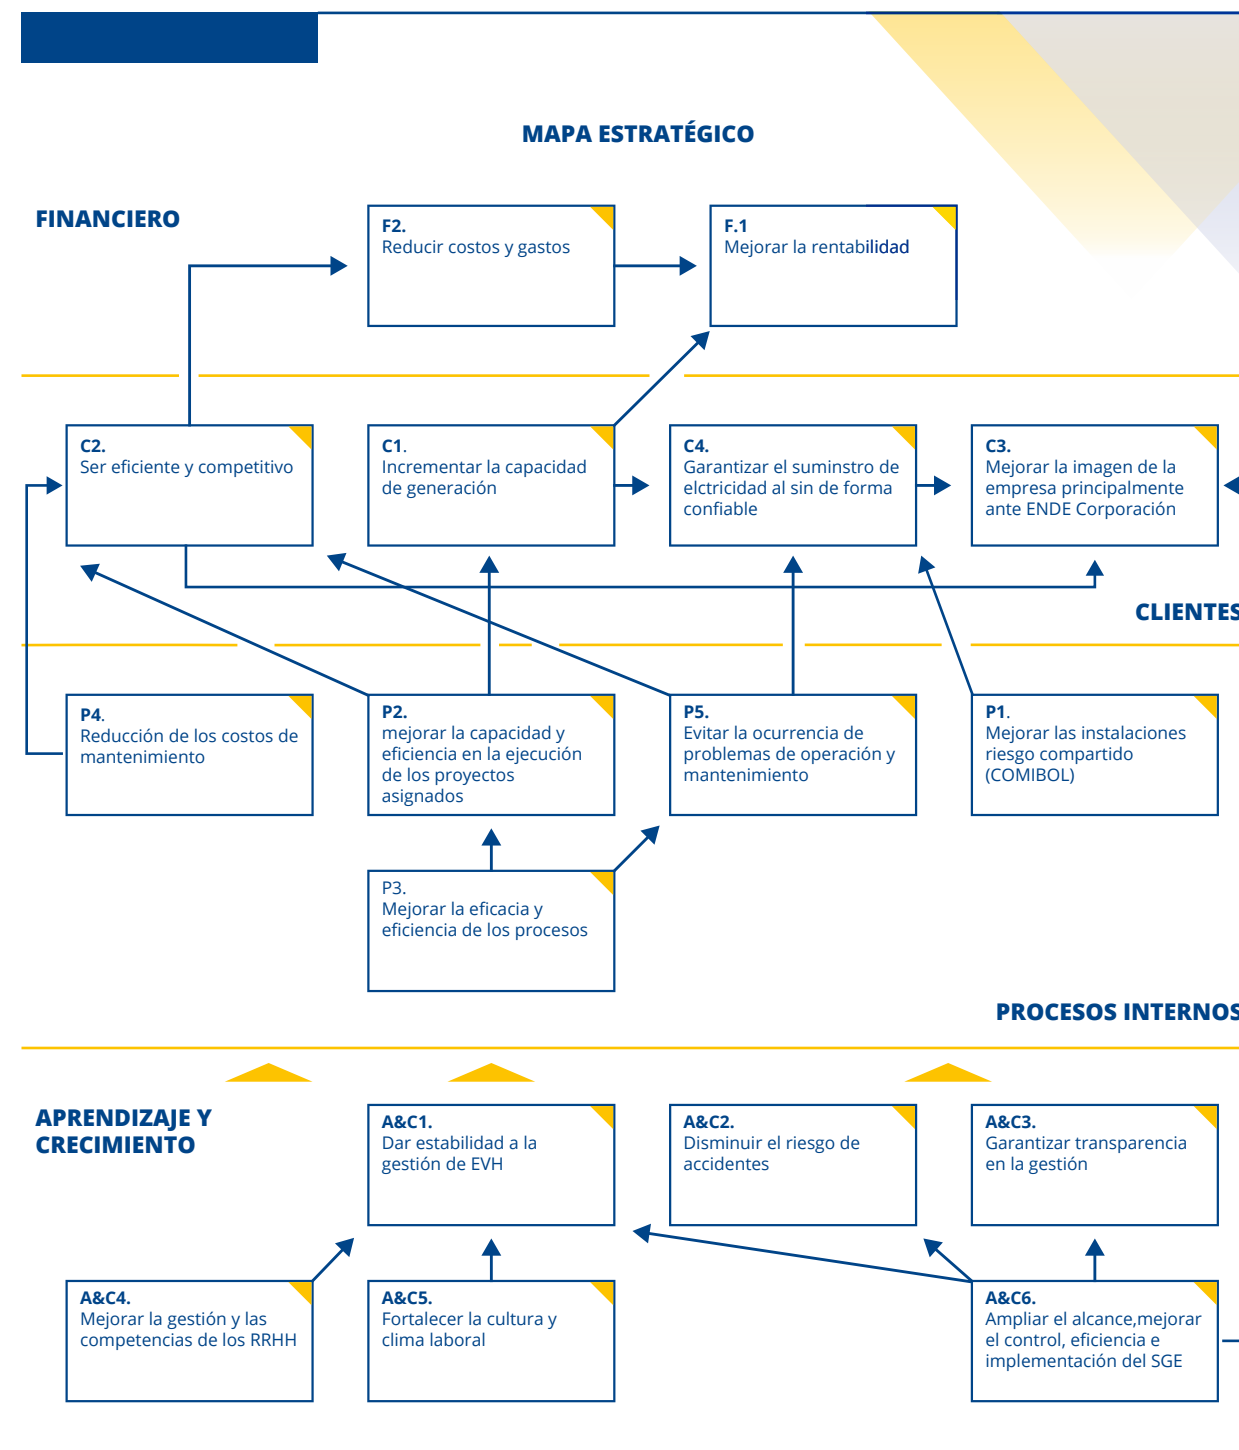 MAPA ESTRATÉGICO
FINANCIERO
F2.
Reducir costos y gastos
F.1
Mejorar la rentabilidad
C2.
Ser eficiente y competitivo
C1.
Incrementar la capacidad
de generación
C4.
Garantizar el suminstro de
elctricidad al sin de forma
confiable
C3.
Mejorar la imagen de la
empresa principalmente
ante ENDE Corporación
CLIENTES
P4.
Reducción de los costos de
mantenimiento
P2.
mejorar la capacidad y
eficiencia en la ejecución
de los proyectos
asignados
P5.
Evitar la ocurrencia de
problemas de operación y
mantenimiento
P1.
Mejorar las instalaciones
riesgo compartido
(COMIBOL)
P3.
Mejorar la eficacia y
eficiencia de los procesos
PROCESOS INTERNOS
APRENDIZAJE Y
CRECIMIENTO
A&C1.
Dar estabilidad a la
gestión de EVH
A&C2.
Disminuir el riesgo de
accidentes
A&C3.
Garantizar transparencia
en la gestión
A&C4.
Mejorar la gestión y las
competencias de los RRHH
A&C5.
Fortalecer la cultura y
clima laboral
A&C6.
Ampliar el alcance,mejorar
el control, eficiencia e
implementación del SGE